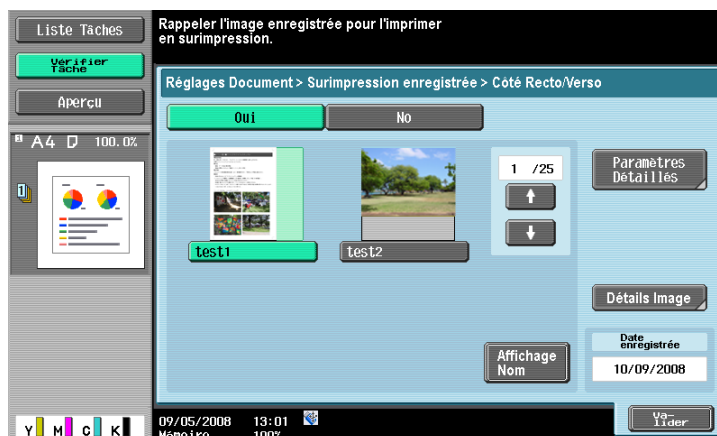 Liste Tâches
Vérifier
Tâche
Aperçu
A4 100.0%
1
Y M C K
Rappeler l'image enregistrée pour l'imprimer
en surimpression.
Réglages Document > Surimpression enregistrée > Côté Recto/Verso
Oui No
test1 test2
1 /25
Paramètres
Détaillés
Détails Image
Affichage
Nom
Date
enregistrée
10/09/2008
09/05/2008 13:01
Mémoire 100%
Va-
lider